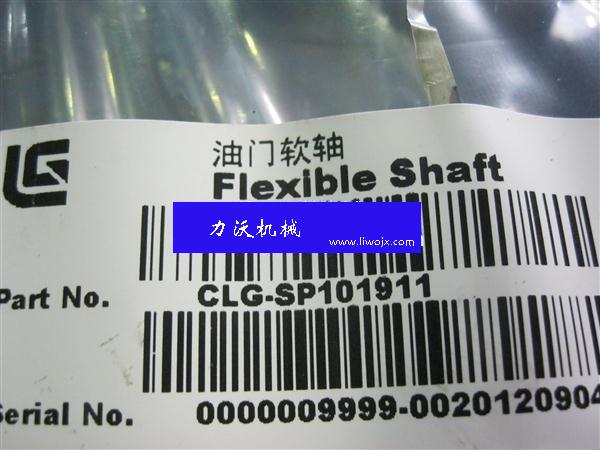 LG
油门软轴
Flexible Shaft
力沃机械
www.liwojx.com
Part No.
CLG-SP101911
Serial No.
0000009999-0020120904